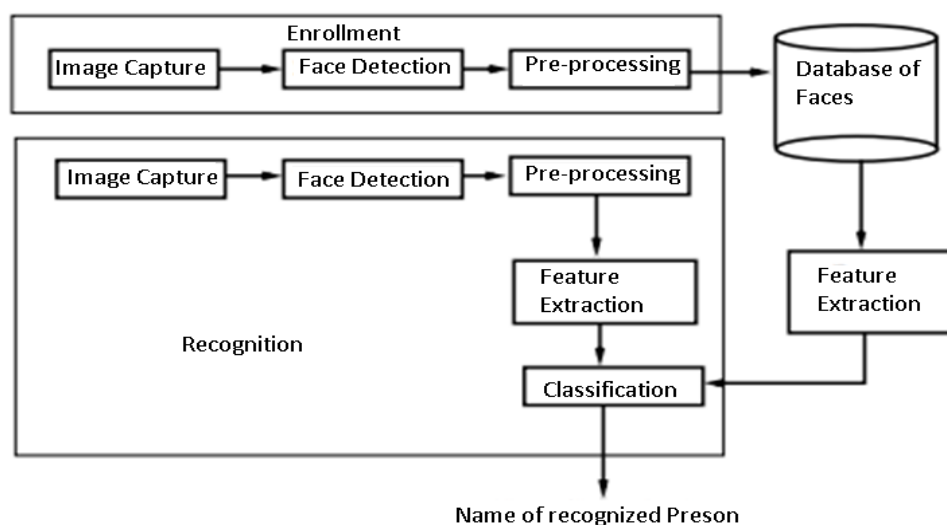 Enrollment
Image Capture
Face Detection
Pre-processing
Database of
Faces
Image Capture
Face Detection
Pre-processing
Feature
Extraction
Feature
Extraction
Recognition
Classification
Name of recognized Preson